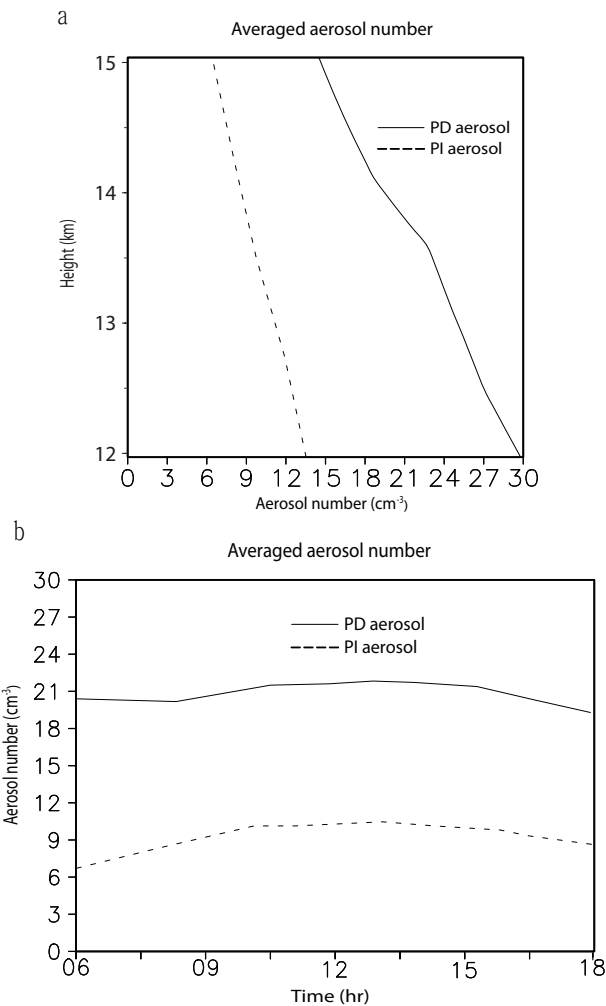 a
Averaged aerosol number
15
14
13
12
Height (km)
PD aerosol
PI aerosol
0 3 6 9 12 15 18 21 24 27 30
Aerosol number (cm⁻³)
b
Averaged aerosol number
30
27
24
21
18
15
12
9
6
3
0
Aerosol number (cm⁻³)
PD aerosol
PI aerosol
06 09 12 15 18
Time (hr)